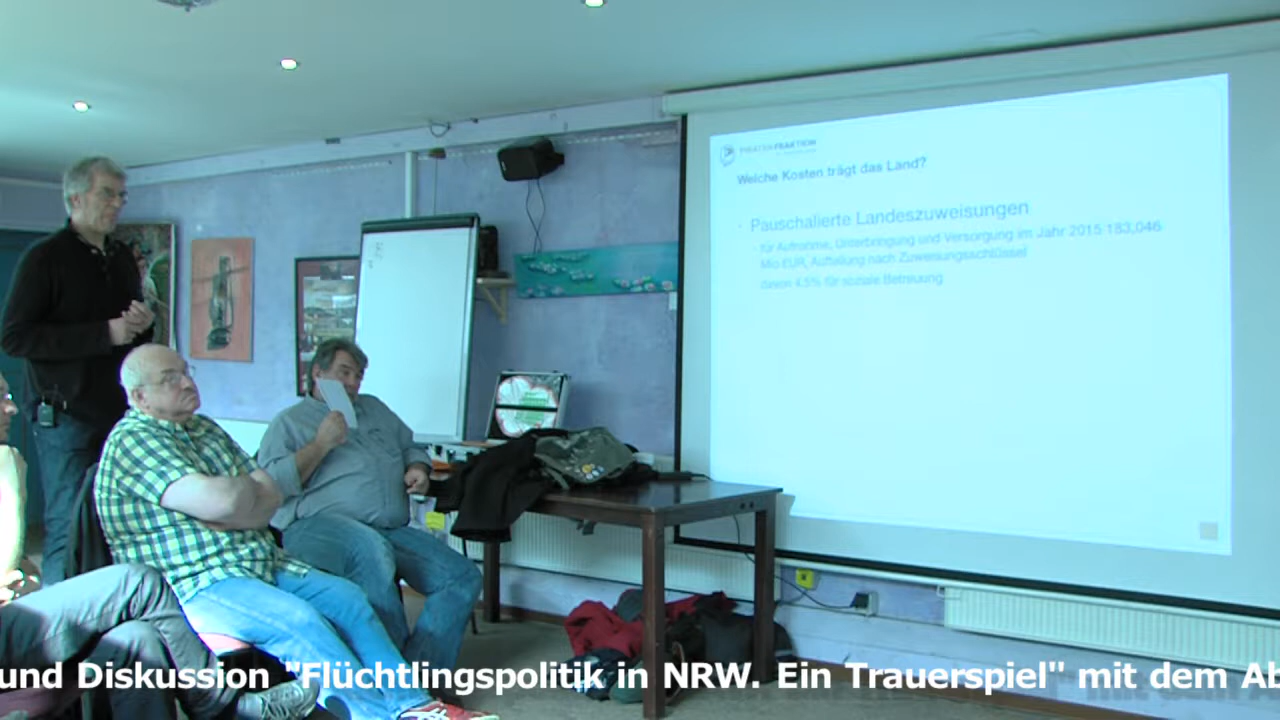 PIRATENFRAKTION
Welche Kosten trägt das Land?
Pauschalierte Landeszuweisungen
für Aufnahme, Unterbringung und Versorgung im Jahr 2015 183,046
Mio EUR, Aufteilung nach Zuweisungsschlüssel
davon 4,5% für soziale Betreuung
und Diskussion "Flüchtlingspolitik in NRW. Ein Trauerspiel" mit dem Ab